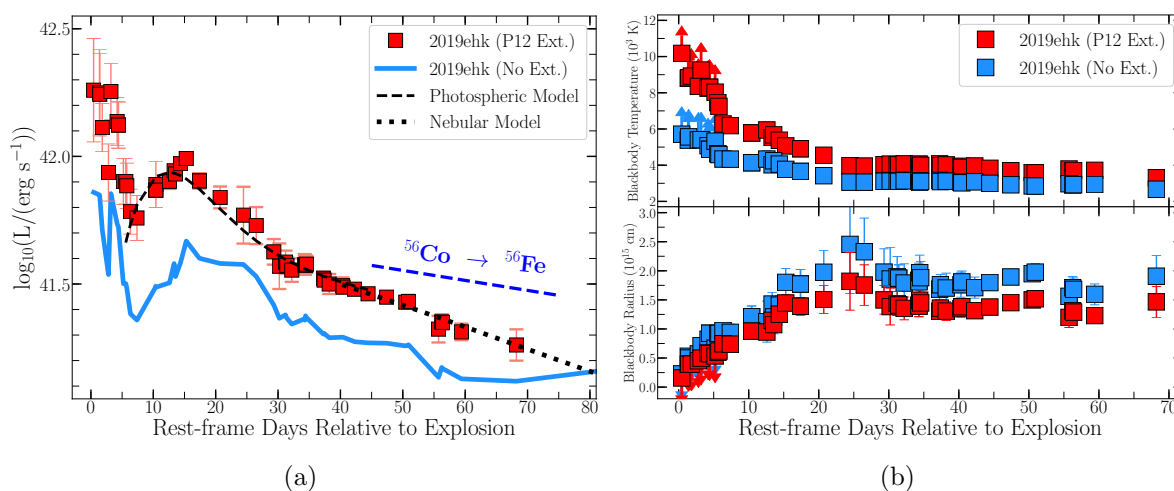 42.5
42.0
41.5
log₁₀(L/(erg s⁻¹))
2019ehk (P12 Ext.)
2019ehk (No Ext.)
Photospheric Model
Nebular Model
⁵⁶Co → ⁵⁶Fe
0 10 20 30 40 50 60 70 80
Rest-frame Days Relative to Explosion
(a)
12
10
8
6
4
2
Blackbody Temperature (10³ K)
2019ehk (P12 Ext.)
2019ehk (No Ext.)
3.0
2.5
2.0
1.5
1.0
0.5
0.0
Blackbody Radius (10¹⁵ cm)
0 10 20 30 40 50 60 70
Rest-frame Days Relative to Explosion
(b)